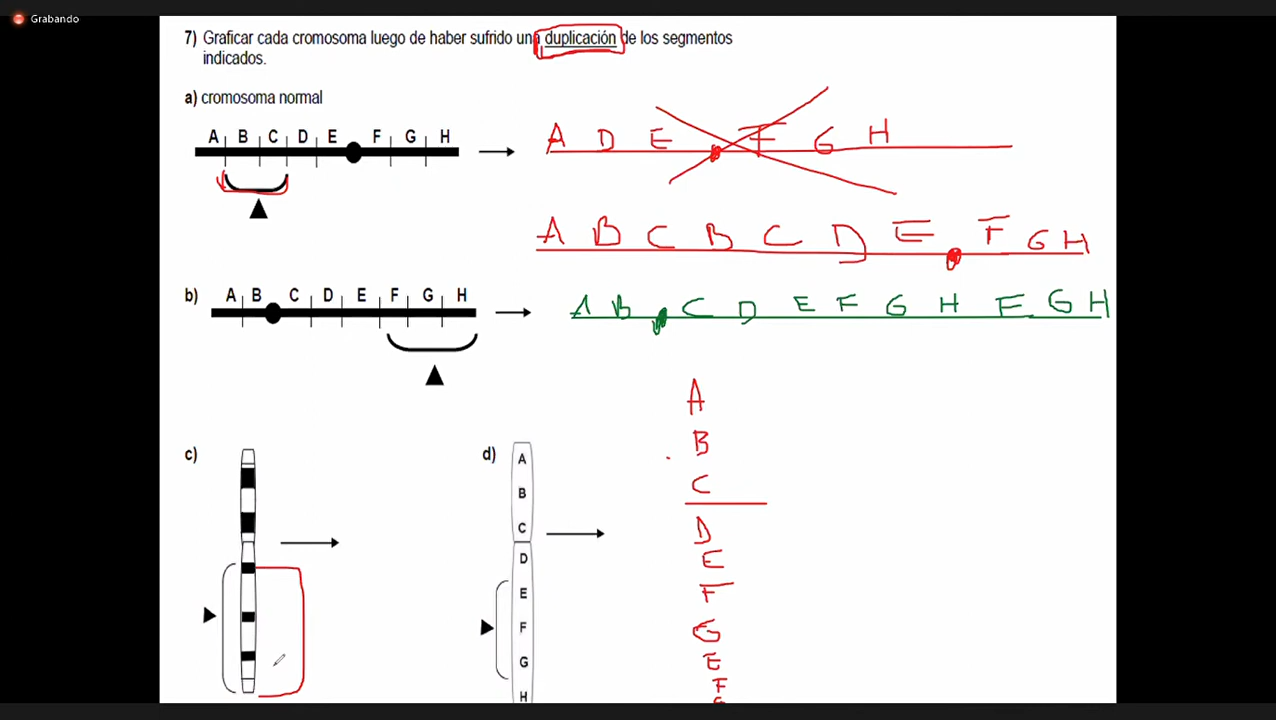 Grabando
7) Graficar cada cromosoma luego de haber sufrido una duplicación de los segmentos
indicados.
a) cromosoma normal
A B C D E F G H
A D E F G H
A B C B C D E F G H
b) A B C D E F G H
A B C D E F G H F G H
c)
d)
A
B
C
D
E
F
G
H
A
B
C
D
E
F
G
E
F